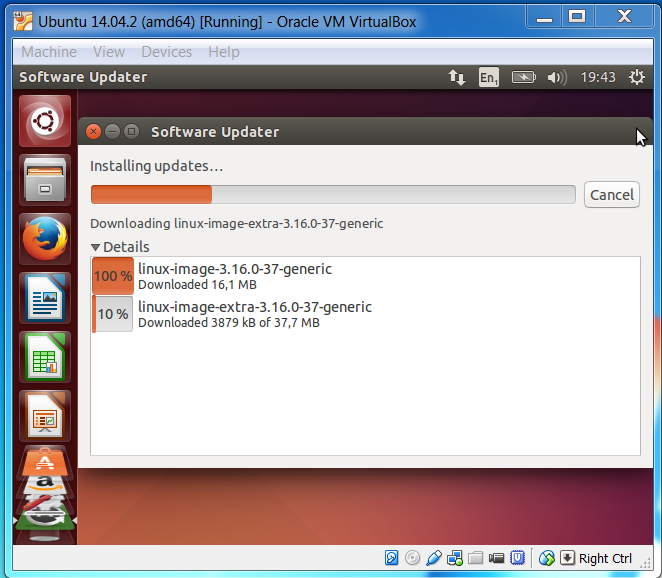 Ubuntu 14.04.2 (amd64) [Running] - Oracle VM VirtualBox
Machine View Devices Help
Software Updater En1 19:43
Software Updater
Installing updates...
Cancel
Downloading linux-image-extra-3.16.0-37-generic
Details
100 % linux-image-3.16.0-37-generic
Downloaded 16,1 MB
10 % linux-image-extra-3.16.0-37-generic
Downloaded 3879 kB of 37,7 MB
a
Right Ctrl